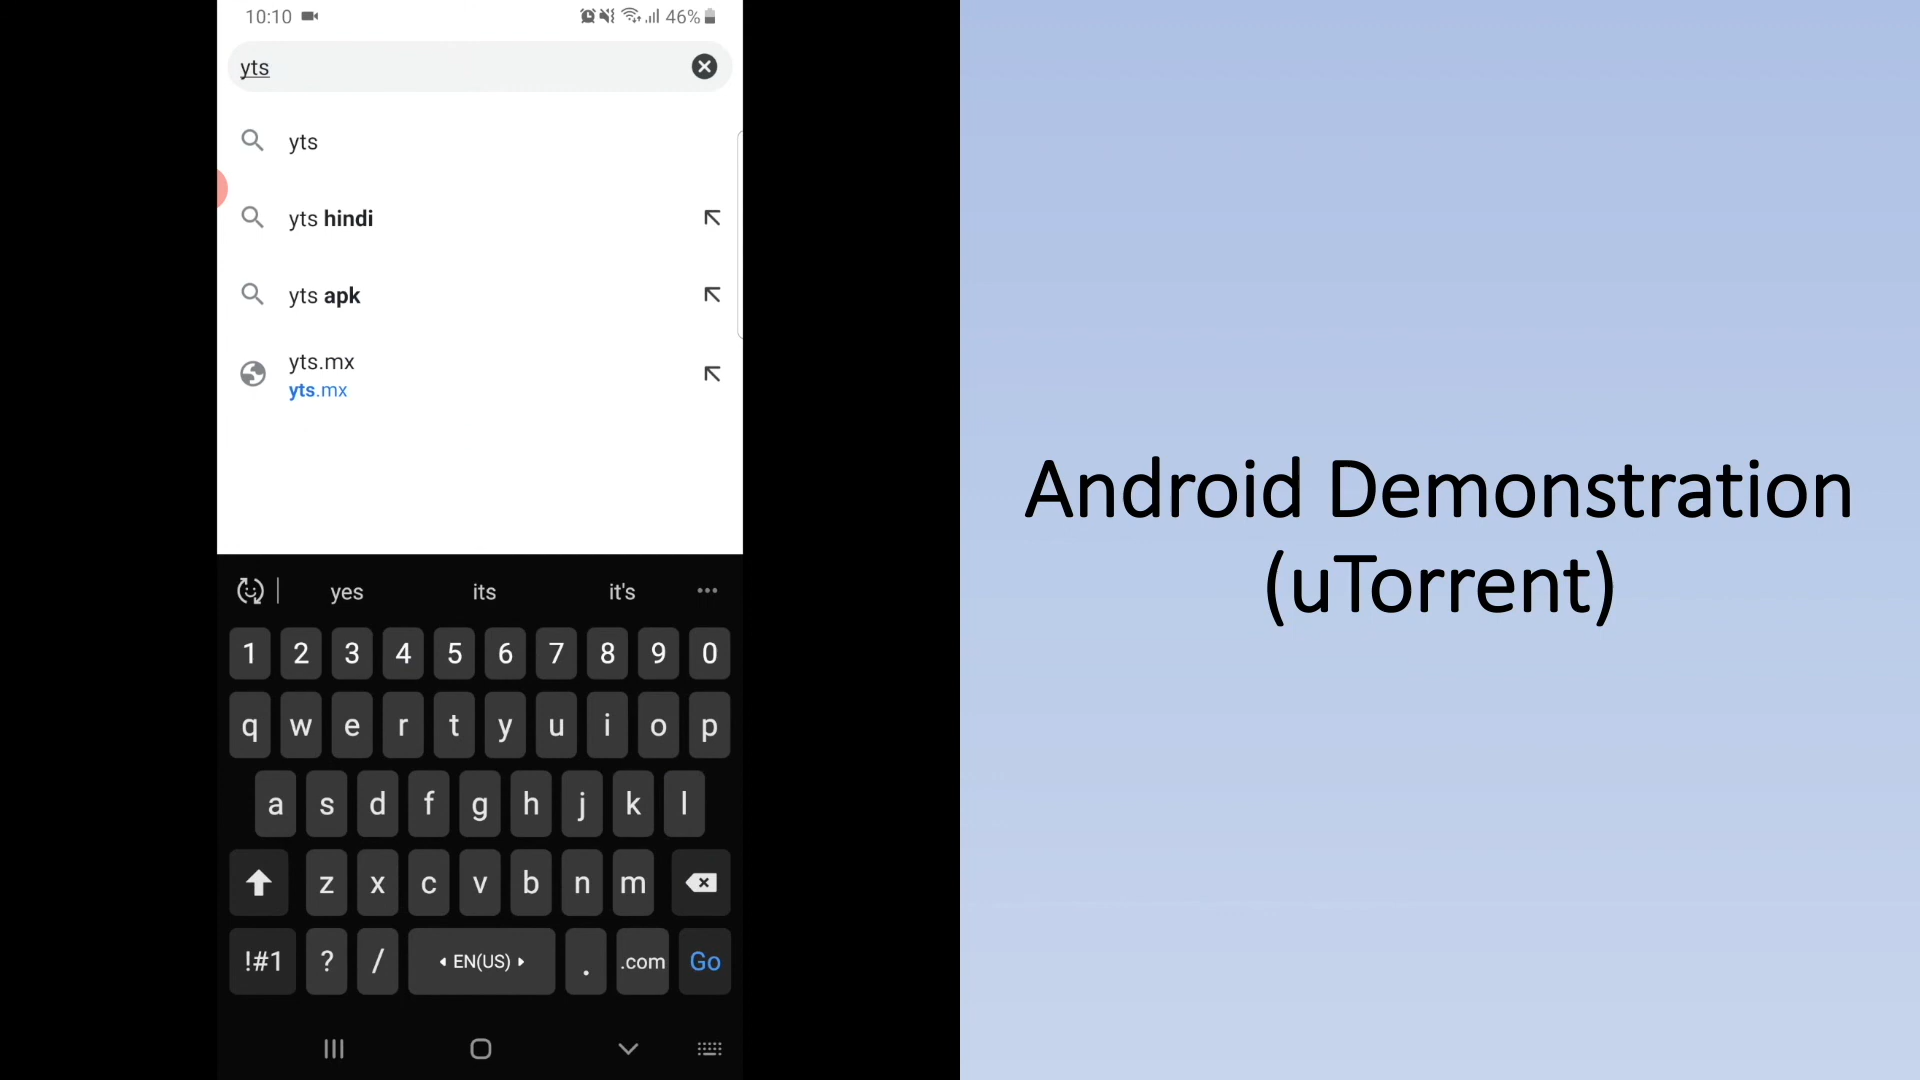 10:10
46%
yts
yts
yts hindi
yts apk
yts.mx
yts.mx
yes its it's
1 2 3 4 5 6 7 8 9 0
q w e r t y u i o p
a s d f g h j k l
z x c v b n m
!#1 ? / EN(US) . .com Go
Android Demonstration
(uTorrent)